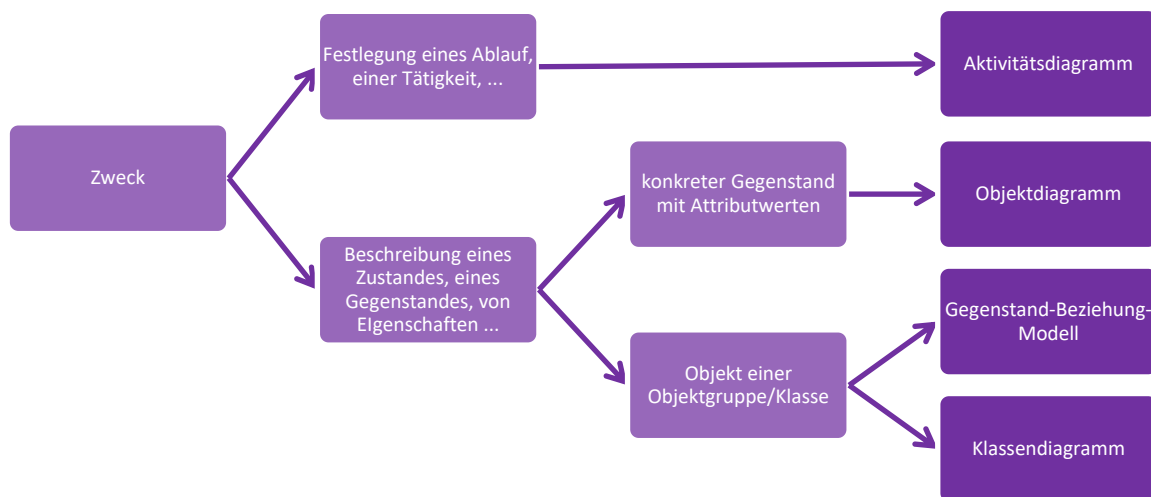 Zweck
Festlegung eines Ablauf,
einer Tätigkeit, ...
Beschreibung eines
Zustandes, eines
Gegenstandes, von
EIgenschaften ...
konkreter Gegenstand
mit Attributwerten
Objekt einer
Objektgruppe/Klasse
Aktivitätsdiagramm
Objektdiagramm
Gegenstand-Beziehung-
Modell
Klassendiagramm